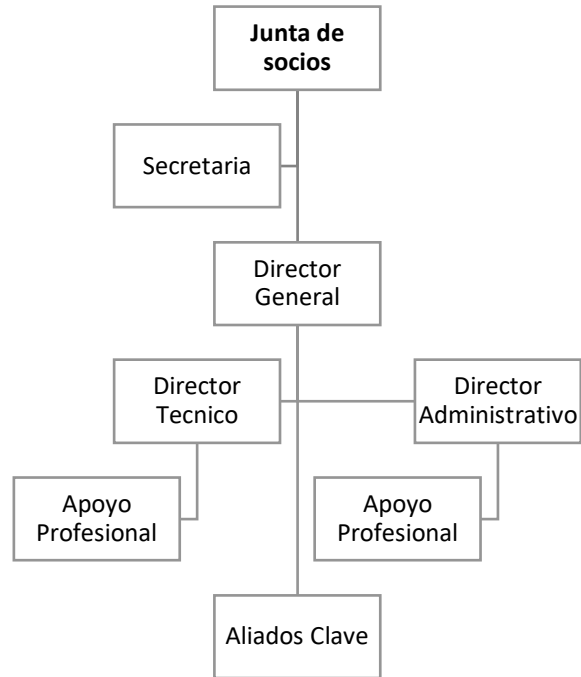 Junta de
socios
Secretaria
Director
General
Director
Tecnico
Director
Administrativo
Apoyo
Profesional
Apoyo
Profesional
Aliados Clave